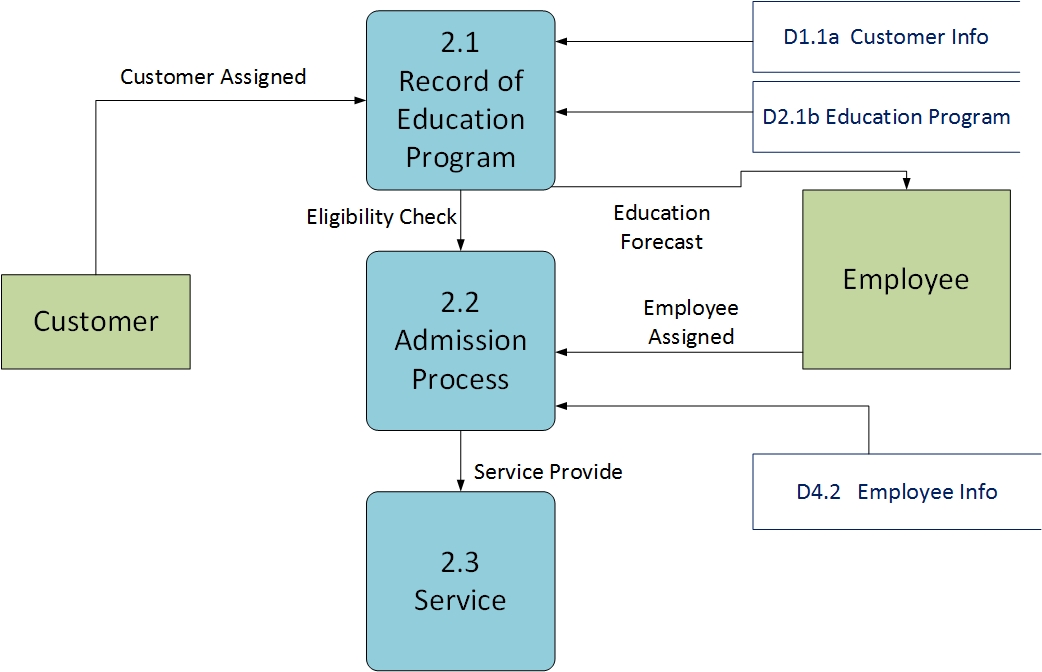 2.1
Record of
Education
Program
D1.1a  Customer Info
Customer Assigned
D2.1b Education Program
Eligibility Check
Education
Forecast
Employee
Customer
2.2
Admission
Process
Employee
Assigned
Service Provide
D4.2   Employee Info
2.3
Service